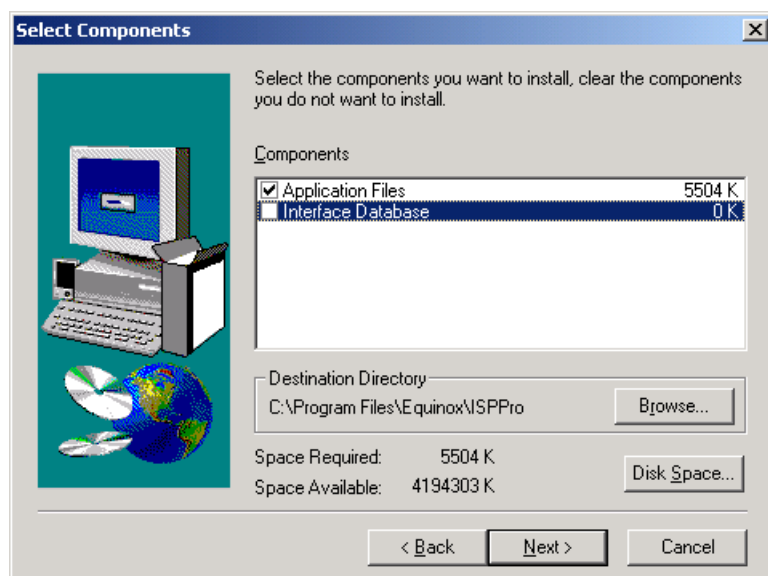 Select Components
Select the components you want to install, clear the components
you do not want to install.
Components
Application Files 5504 K
Interface Database 0 K
Destination Directory
C:\Program Files\Equinox\ISPPro
Browse...
Space Required: 5504 K
Space Available: 4194303 K
Disk Space...
< Back Next > Cancel